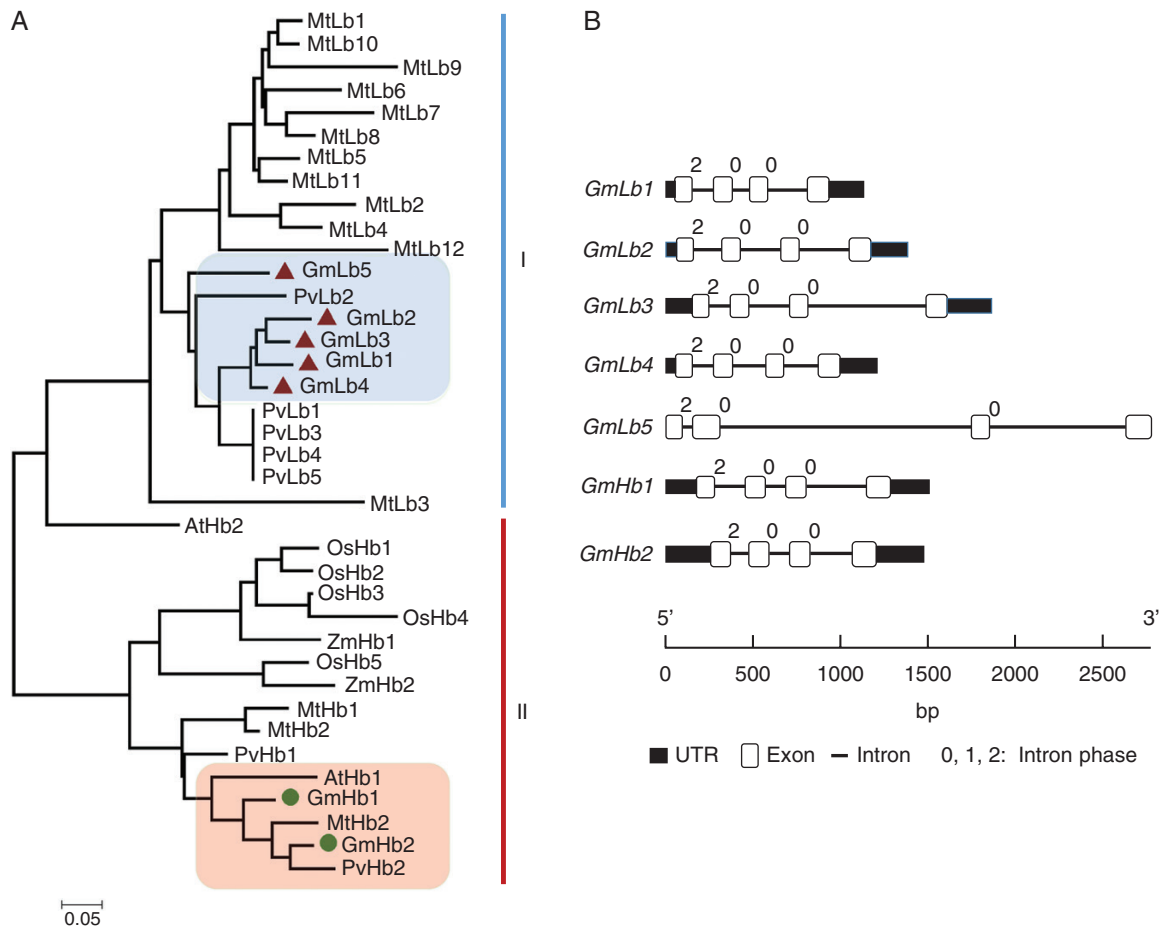 A
MtLb1
MtLb10
MtLb9
MtLb6
MtLb7
MtLb8
MtLb5
MtLb11
MtLb2
MtLb4
MtLb12
GmLb5
PvLb2
GmLb2
GmLb3
GmLb1
GmLb4
PvLb1
PvLb3
PvLb4
PvLb5
MtLb3
AtHb2
OsHb1
OsHb2
OsHb3
OsHb4
ZmHb1
OsHb5
ZmHb2
MtHb1
MtHb2
PvHb1
AtHb1
GmHb1
MtHb2
GmHb2
PvHb2
I
II
0.05
B
2 0 0
GmLb1
2 0 0
GmLb2
2 0 0
GmLb3
2 0 0
GmLb4
2 0 0
GmLb5
2 0 0
GmHb1
2 0 0
GmHb2
5’ 3’
0 500 1000 1500 2000 2500
bp
UTR Exon Intron 0, 1, 2: Intron phase